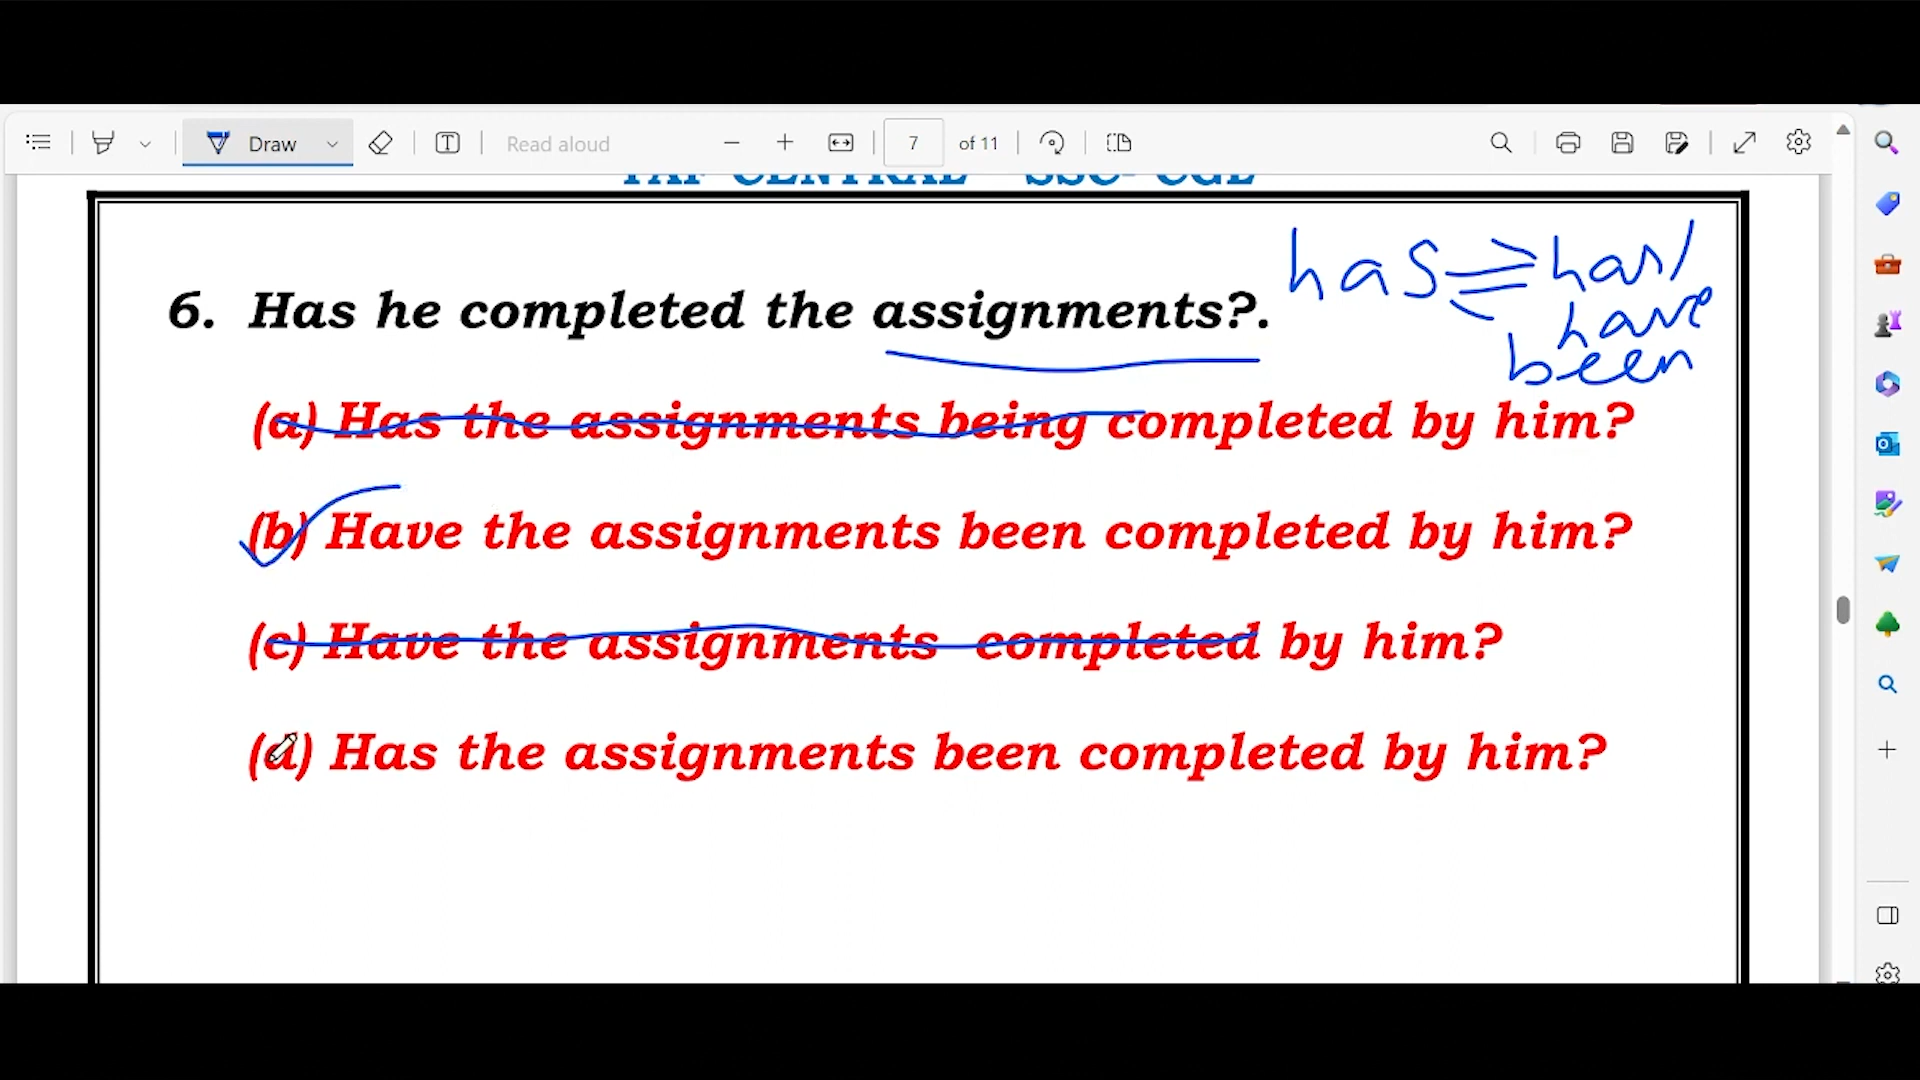 Draw
Read aloud
7 of 11
6. Has he completed the assignments?.
has has/
have
been
(a) Has the assignments being completed by him?
(b) Have the assignments been completed by him?
(c) Have the assignments completed by him?
(d) Has the assignments been completed by him?